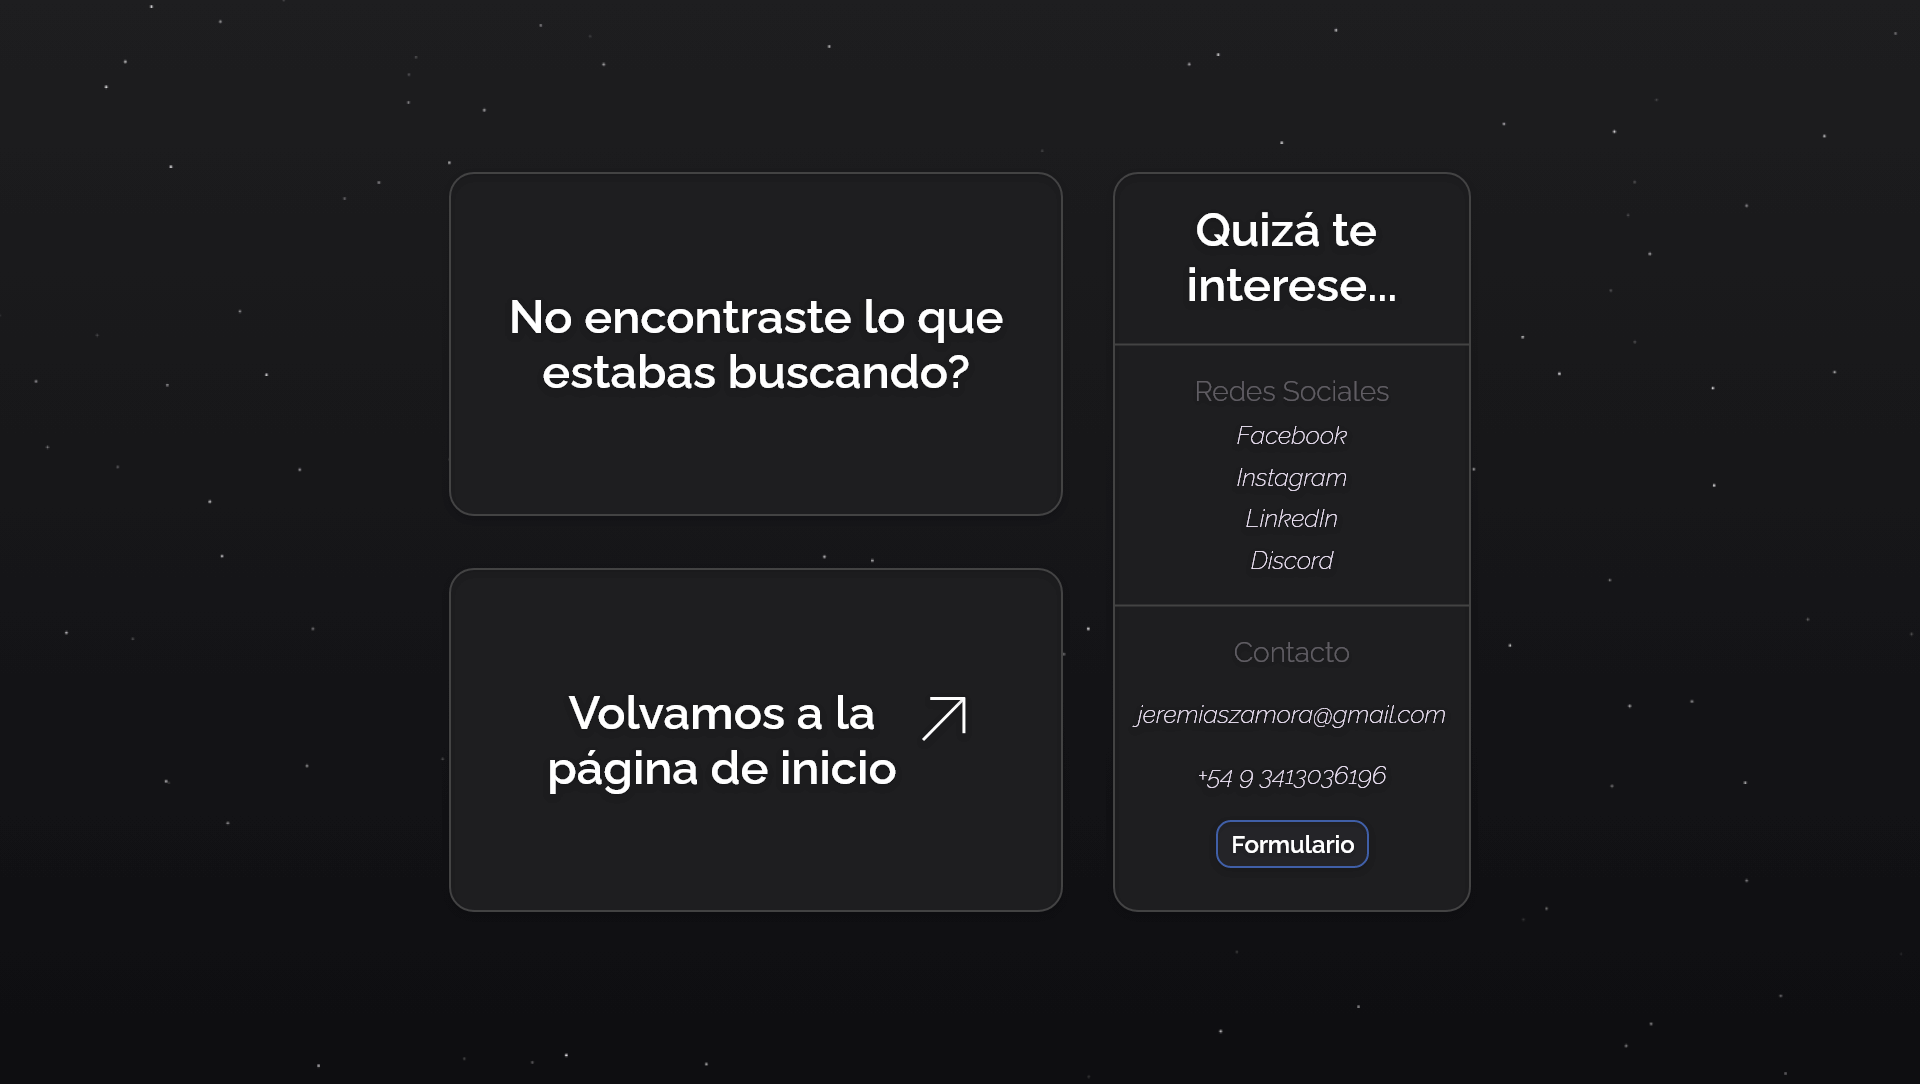 No encontraste lo que
estabas buscando?
Volvamos a la
página de inicio
Quizá te
interese...
Redes Sociales
Facebook
Instagram
LinkedIn
Discord
Contacto
jeremiaszamora@gmail.com
+54 9 3413036196
Formulario